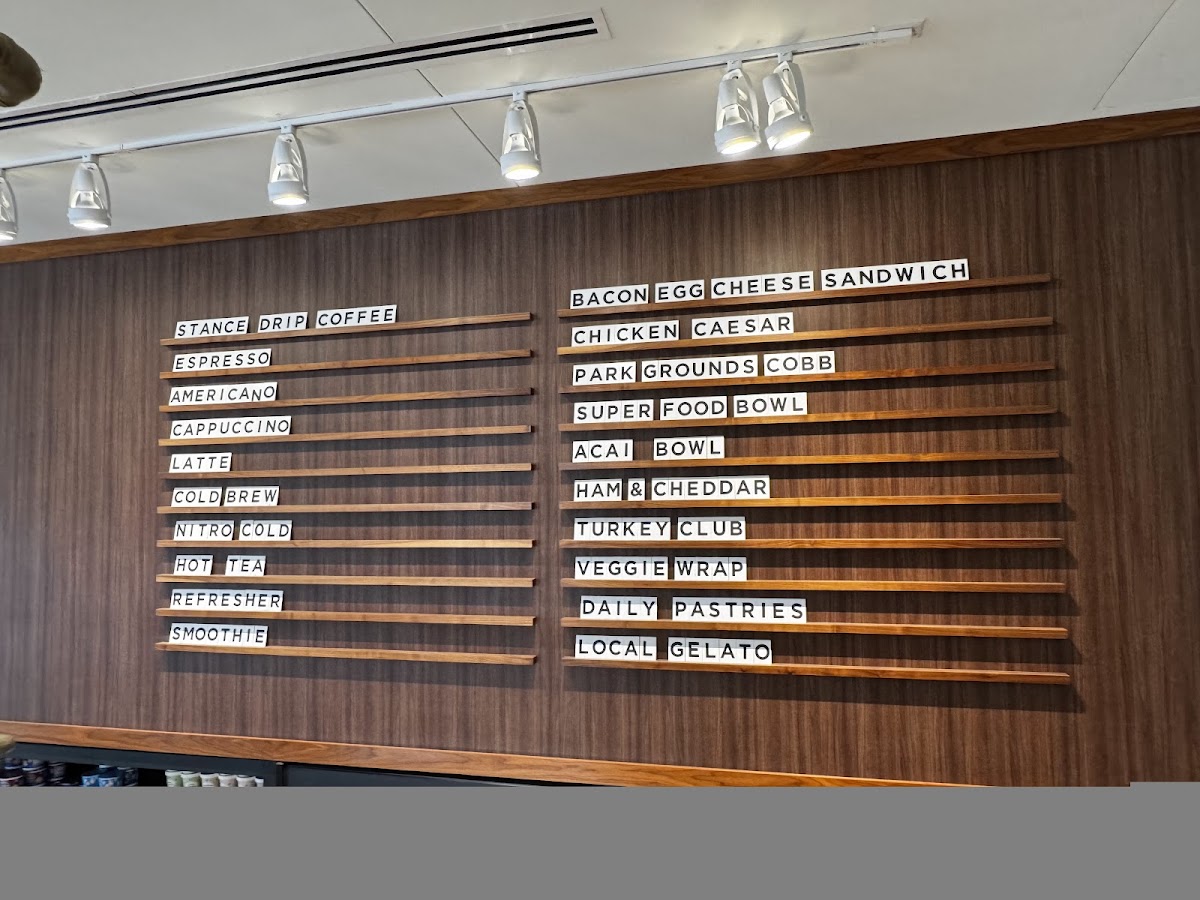 STANCE DRIP COFFEE
ESPRESSO
AMERICANO
CAPPUCCINO
LATTE
COLD BREW
NITRO COLD
HOT TEA
REFRESHER
SMOOTHIE
BACON EGG CHEESE SANDWICH
CHICKEN CAESAR
PARK GROUNDS COBB
SUPER FOOD BOWL
ACAI BOWL
HAM & CHEDDAR
TURKEY CLUB
VEGGIE WRAP
DAILY PASTRIES
LOCAL GELATO